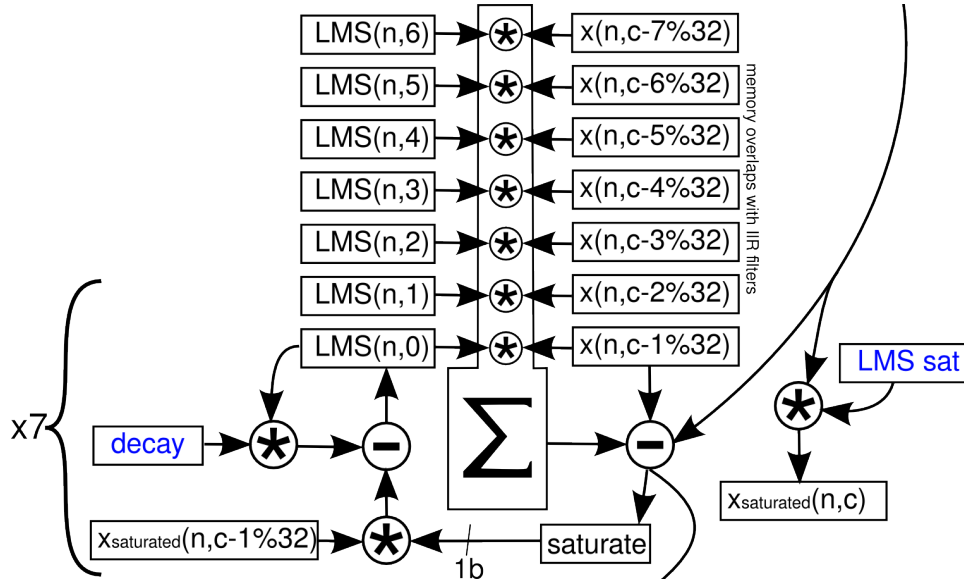 LMS(n,6) * x(n,c-7%32)
LMS(n,5) * x(n,c-6%32)
LMS(n,4) * x(n,c-5%32)
LMS(n,3) * x(n,c-4%32)
LMS(n,2) * x(n,c-3%32)
LMS(n,1) * x(n,c-2%32)
LMS(n,0) * x(n,c-1%32)
memory overlaps with IIR filters
LMS sat
*
x7
decay
*
-
Σ
-
xsaturated(n,c)
xsaturated(n,c-1%32)
*
1b
saturate